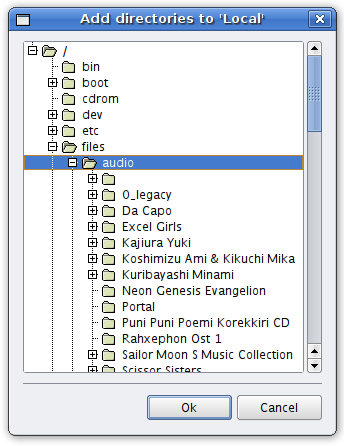 Add directories to 'Local'
/
bin
boot
cdrom
dev
etc
files
audio
0_legacy
Da Capo
Excel Girls
Kajiura Yuki
Koshimizu Ami & Kikuchi Mika
Kuribayashi Minami
Neon Genesis Evangelion
Portal
Puni Puni Poemi Korekkiri CD
Rahxephon Ost 1
Sailor Moon S Music Collection
Scissor Sisters
Ok
Cancel